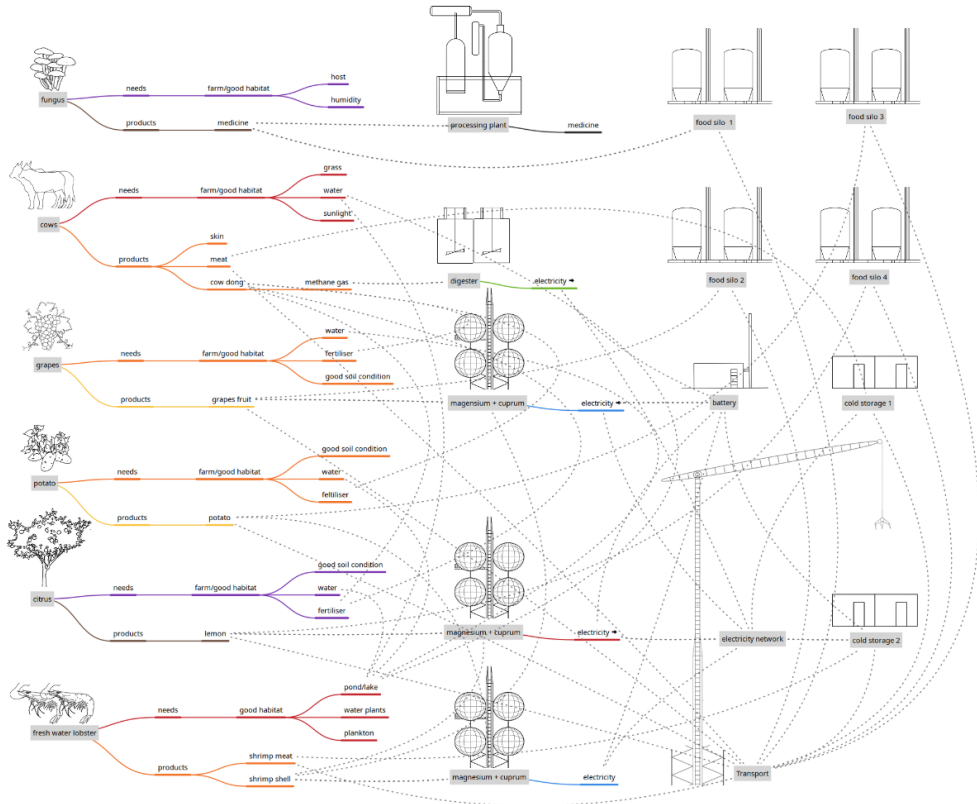 host
needs
farm/good habitat
fungus
humidity
products
medicine
processing plant
medicine
food silo 1
food silo 3
grass
needs
farm/good habitat
water
sunlight
cows
skin
products
meat
cow dong
methane gas
digester
electricity
food silo 2
food silo 4
water
needs
farm/good habitat
fertiliser
grapes
good soil condition
products
grapes fruit
magensium + cuprum
electricity
battery
cold storage 1
good soil condition
needs
farm/good habitat
water
potato
feltiliser
products
potato
good soil condition
needs
farm/good habitat
water
citrus
fertiliser
products
lemon
magnesium + cuprum
electricity
electricity network
cold storage 2
pond/lake
needs
good habitat
water plants
fresh water lobster
plankton
shrimp meat
products
shrimp shell
magnesium + cuprum
electricity
Transport